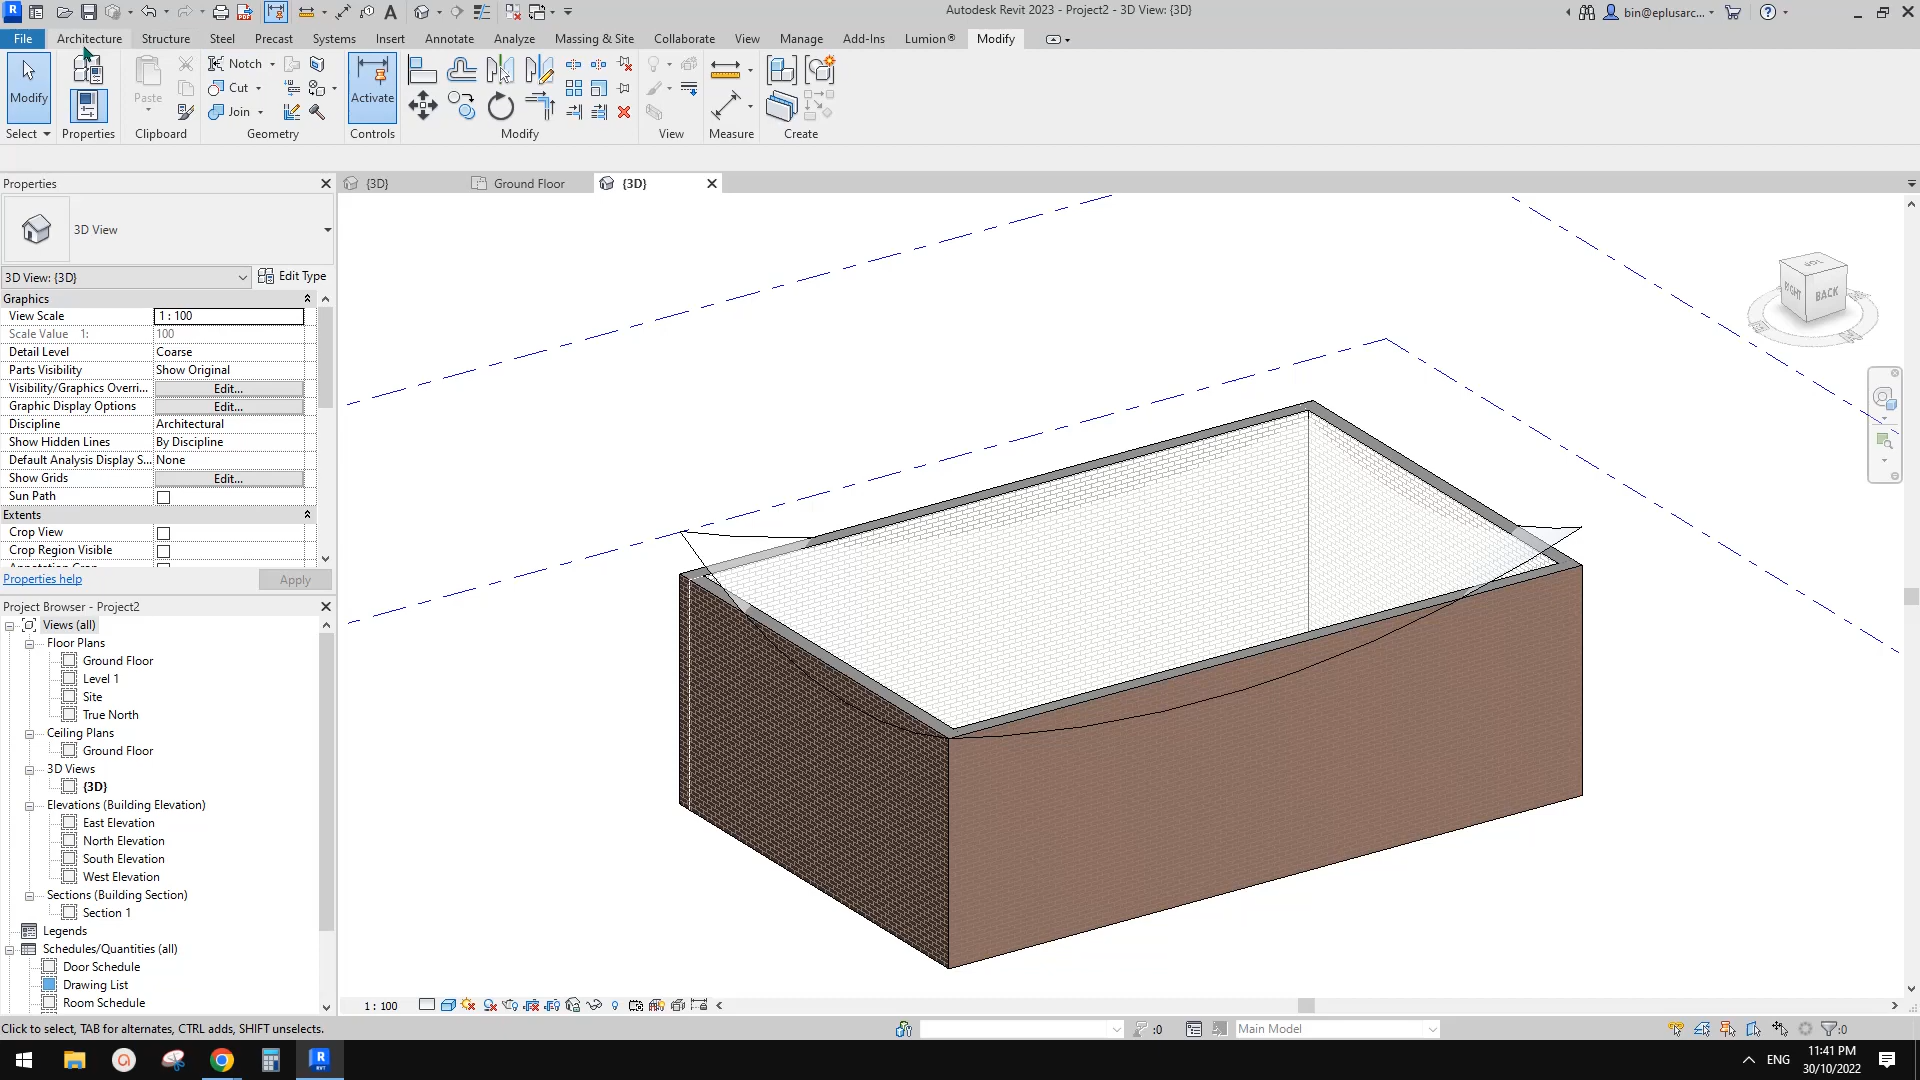 Autodesk Revit 2023 - Project2 - 3D View: {3D}
bin@eplusarc...
File Architecture Structure Steel Precast Systems Insert Annotate Analyze Massing & Site Collaborate View Manage Add-Ins Lumion® Modify
Modify
Paste
Notch
Cut
Join
Activate
Select Properties Clipboard Geometry Controls Modify View Measure Create
Properties
{3D} Ground Floor {3D}
3D View
3D View: {3D} Edit Type
Graphics
View Scale 1 : 100
Scale Value 1: 100
Detail Level Coarse
Parts Visibility Show Original
Visibility/Graphics Overri... Edit...
Graphic Display Options Edit...
Discipline Architectural
Show Hidden Lines By Discipline
Default Analysis Display S... None
Show Grids Edit...
Sun Path
Extents
Crop View
Crop Region Visible
Properties help Apply
Project Browser - Project2
Views (all)
Floor Plans
Ground Floor
Level 1
Site
True North
Ceiling Plans
Ground Floor
3D Views
{3D}
Elevations (Building Elevation)
East Elevation
North Elevation
South Elevation
West Elevation
Sections (Building Section)
Section 1
Legends
Schedules/Quantities (all)
Door Schedule
Drawing List
Room Schedule
TOP
RIGHT BACK
1 : 100
Click to select, TAB for alternates, CTRL adds, SHIFT unselects.
:0
Main Model
:0
ENG
11:41 PM
30/10/2022